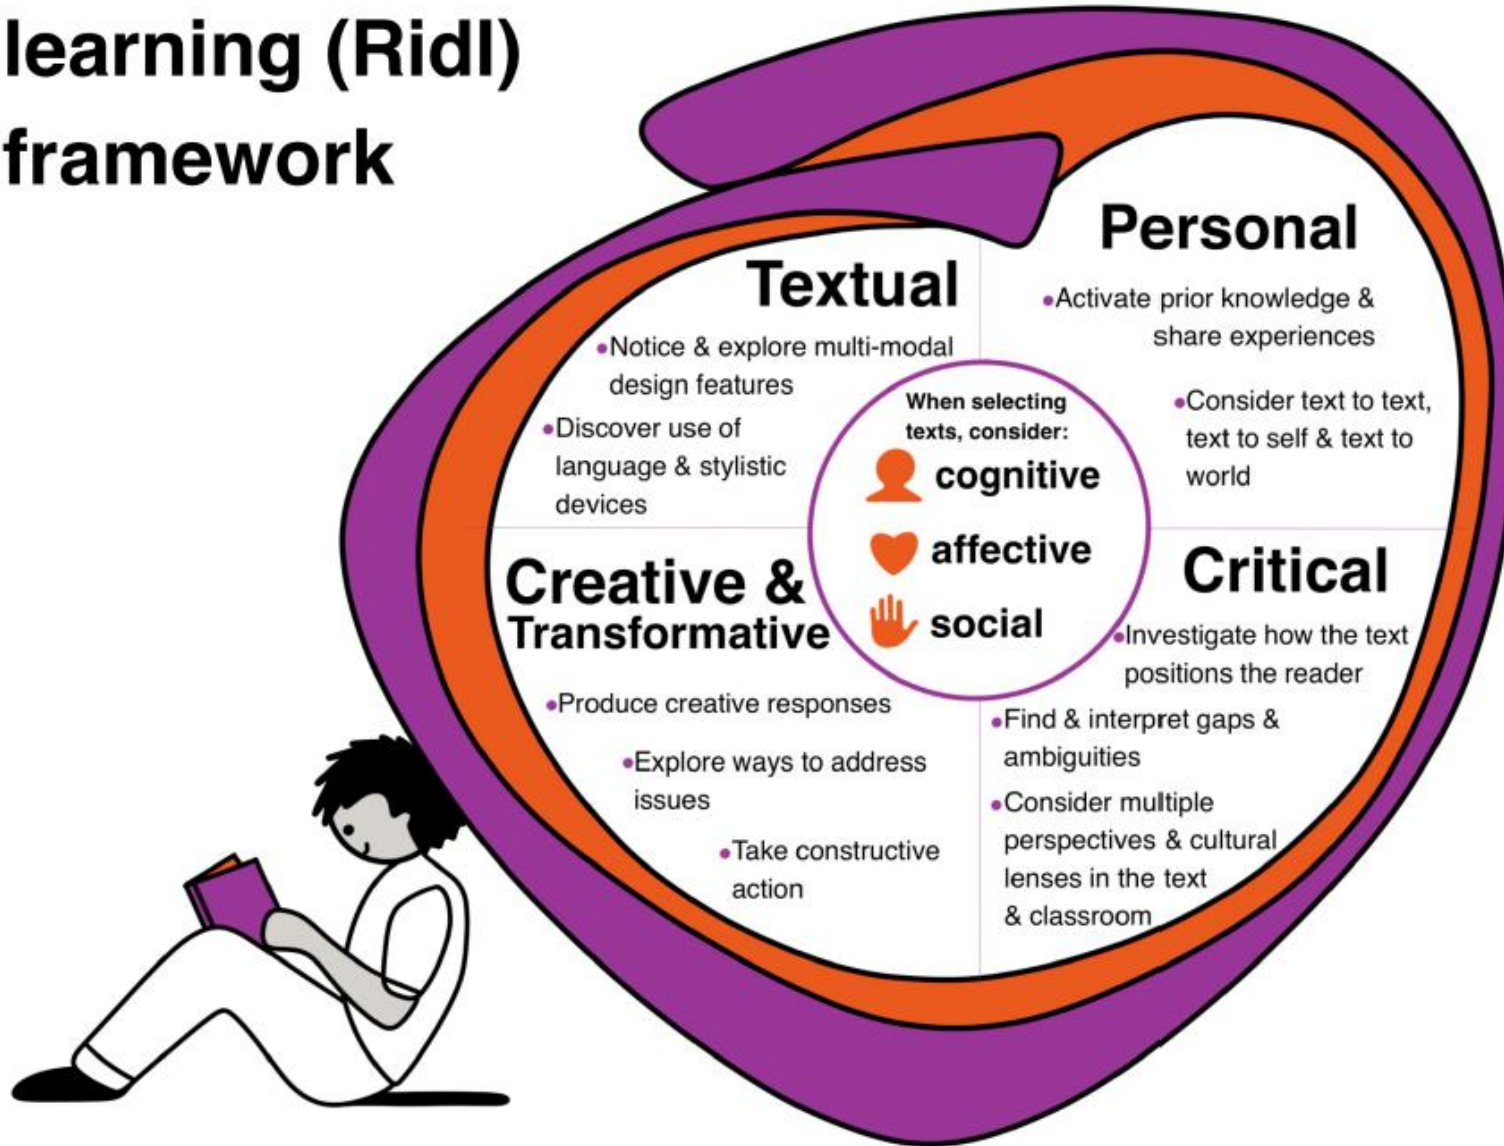 learning (Ridl)
framework
Textual
•Notice & explore multi-modal
design features
•Discover use of
language & stylistic
devices
Personal
•Activate prior knowledge &
share experiences
•Consider text to text,
text to self & text to
world
When selecting
texts, consider:
cognitive
affective
social
Creative &
Transformative
•Produce creative responses
•Explore ways to address
issues
•Take constructive
action
Critical
•Investigate how the text
positions the reader
•Find & interpret gaps &
ambiguities
•Consider multiple
perspectives & cultural
lenses in the text
& classroom